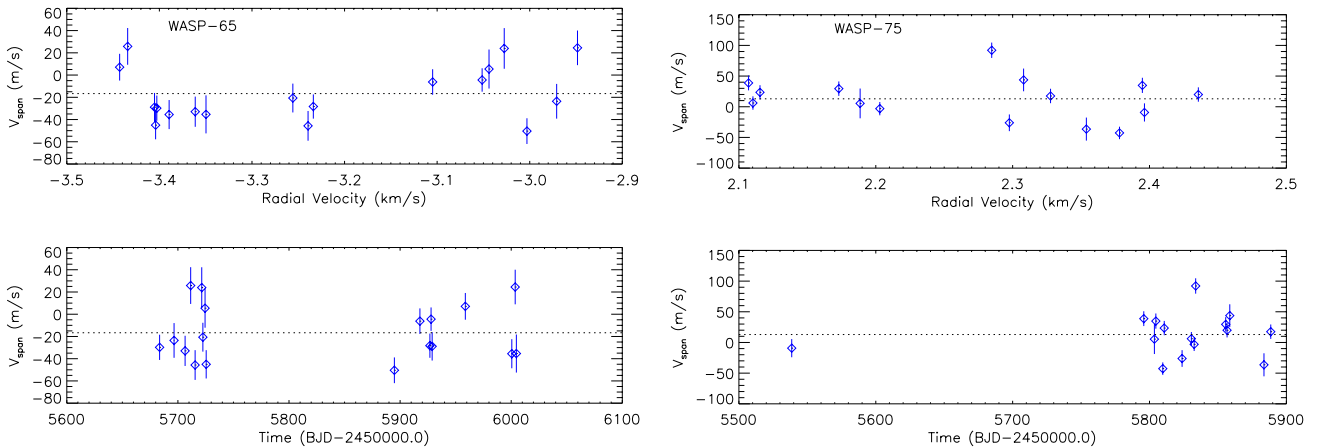 WASP-65
V_span (m/s)
60
40
20
0
-20
-40
-60
-80
-3.5 -3.4 -3.3 -3.2 -3.1 -3.0 -2.9
Radial Velocity (km/s)
WASP-75
V_span (m/s)
150
100
50
0
-50
-100
2.1 2.2 2.3 2.4 2.5
Radial Velocity (km/s)
V_span (m/s)
60
40
20
0
-20
-40
-60
-80
5600 5700 5800 5900 6000 6100
Time (BJD-2450000.0)
V_span (m/s)
150
100
50
0
-50
-100
5500 5600 5700 5800 5900
Time (BJD-2450000.0)